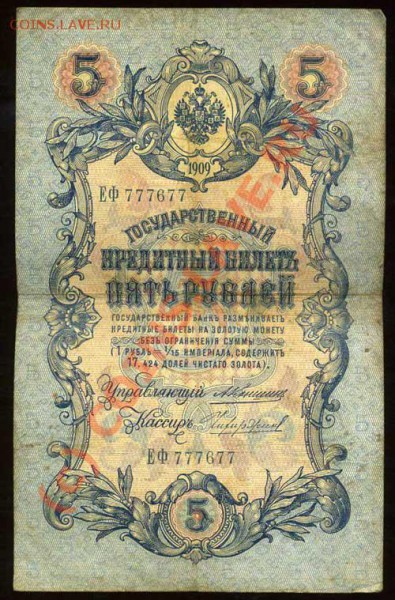 COINS.LAVE.RU
5 5
1909
ЕФ 777677
ГОСУДАРСТВЕННЫЙ
КРЕДИТНЫЙ БИЛЕТЪ
ПЯТЬ РУБЛЕЙ
ГОСУДАРСТВЕННЫЙ БАНКЪ РАЗМѢНИВАЕТЪ
КРЕДИТНЫЕ БИЛЕТЫ НА ЗОЛОТУЮ МОНЕТУ
БЕЗЪ ОГРАНИЧЕНІЯ СУММЫ
(1 РУБЛЬ = 1/15 ИМПЕРІАЛА, СОДЕРЖИТЪ
17,424 ДОЛЕЙ ЧИСТАГО ЗОЛОТА).
Управляющій
Кассиръ
ЕФ 777677
5